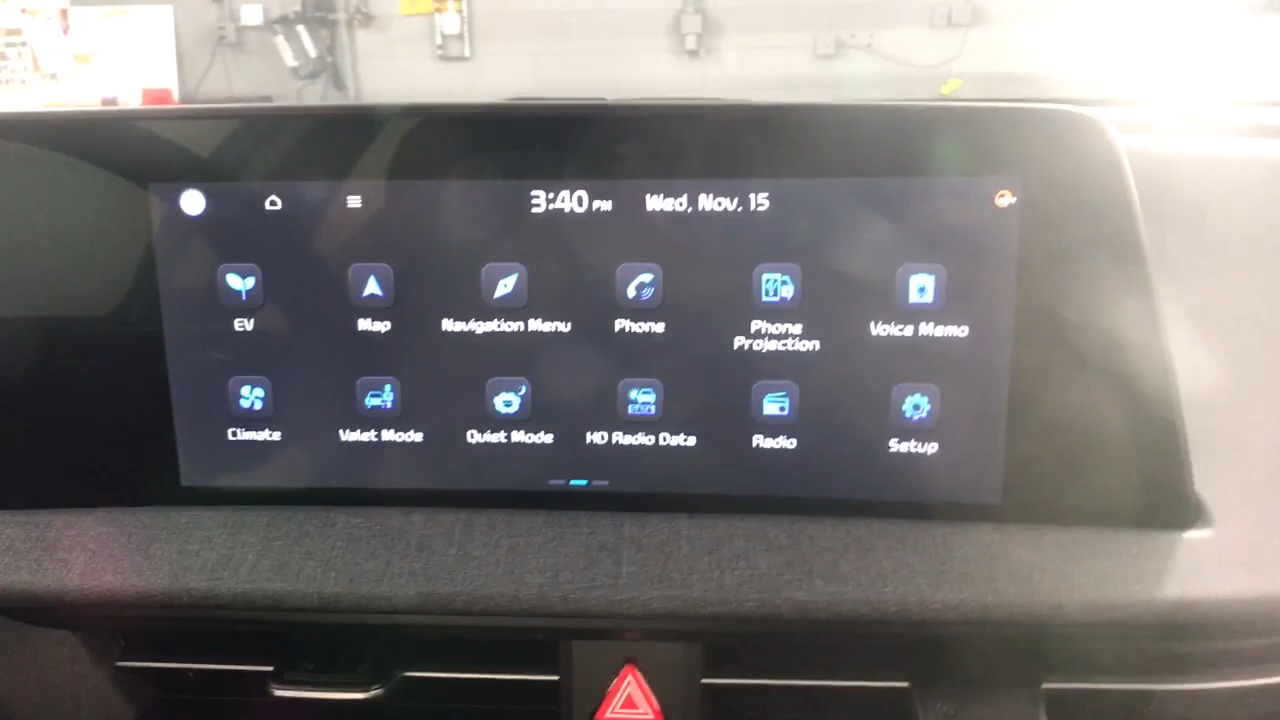 3:40 PM Wed, Nov, 15
EV
Map
Navigation Menu
Phone
Phone
Projection
Voice Memo
Climate
Valet Mode
Quiet Mode
HD Radio Data
Radio
Setup